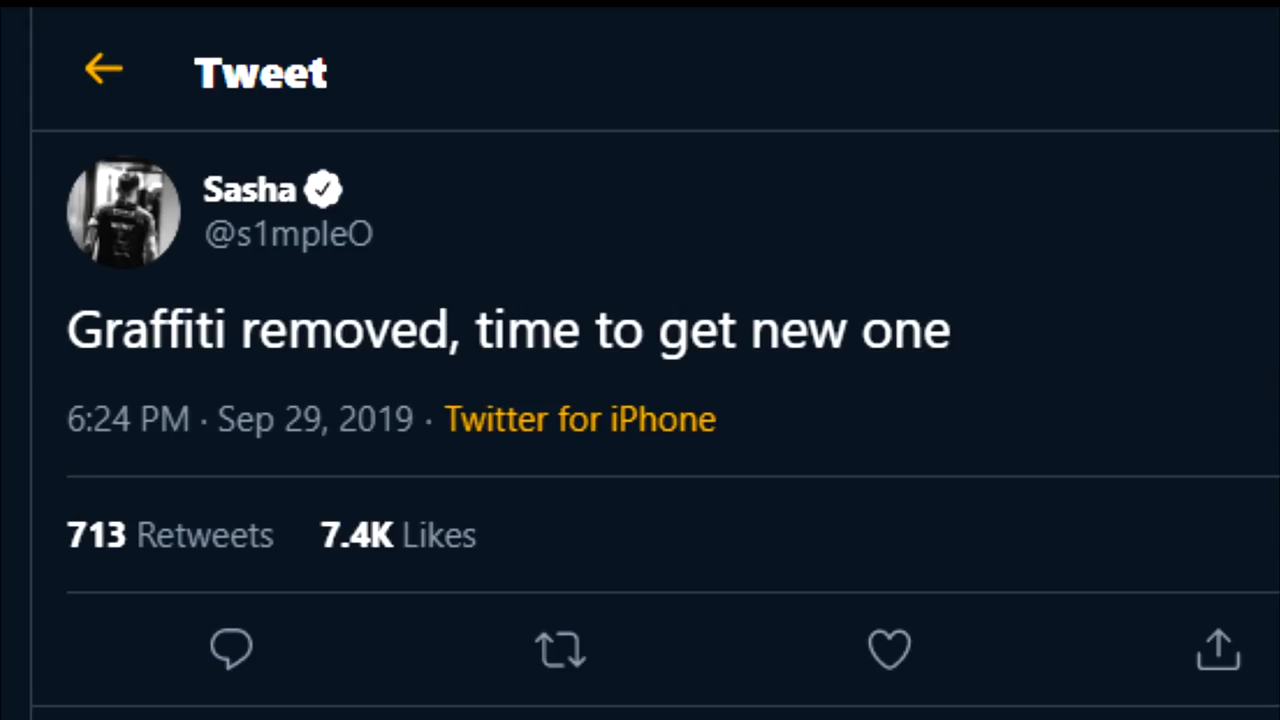 Tweet
Sasha
@s1mpleO
Graffiti removed, time to get new one
6:24 PM · Sep 29, 2019 · Twitter for iPhone
713 Retweets 7.4K Likes